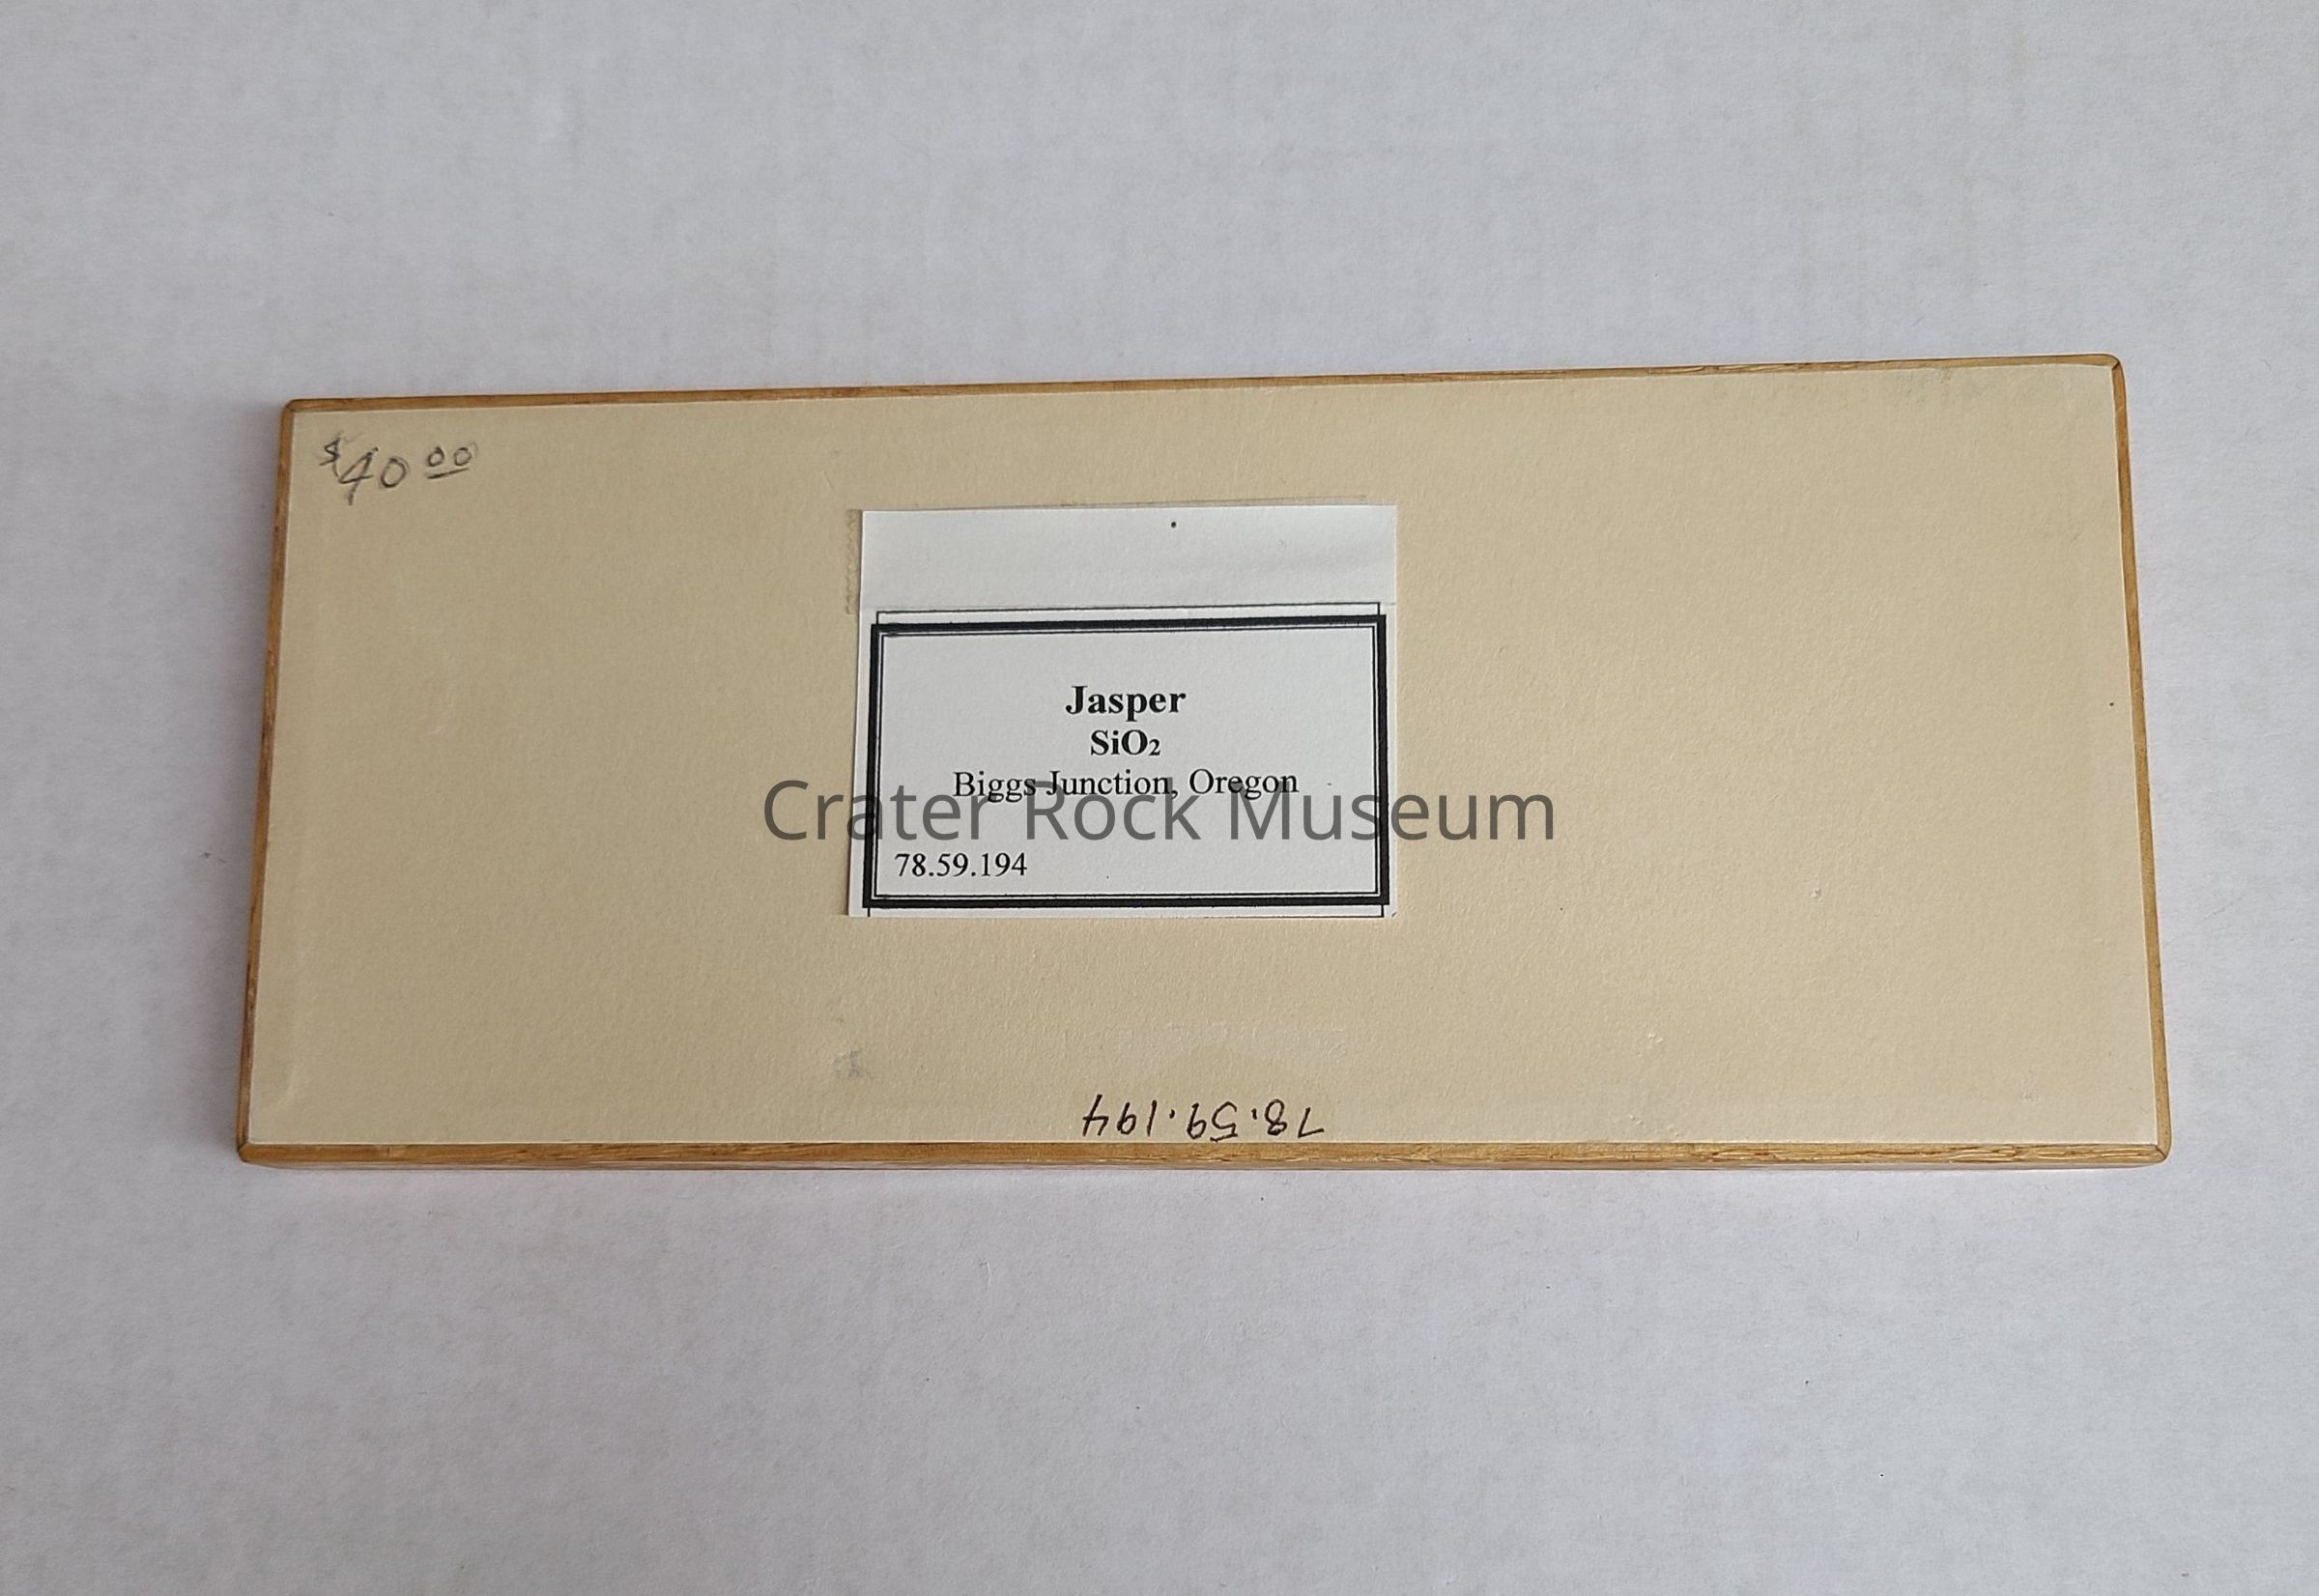 $40.00
Jasper
SiO₂
Biggs Junction, Oregon
Crater Rock Museum
78.59.194
78.59.194